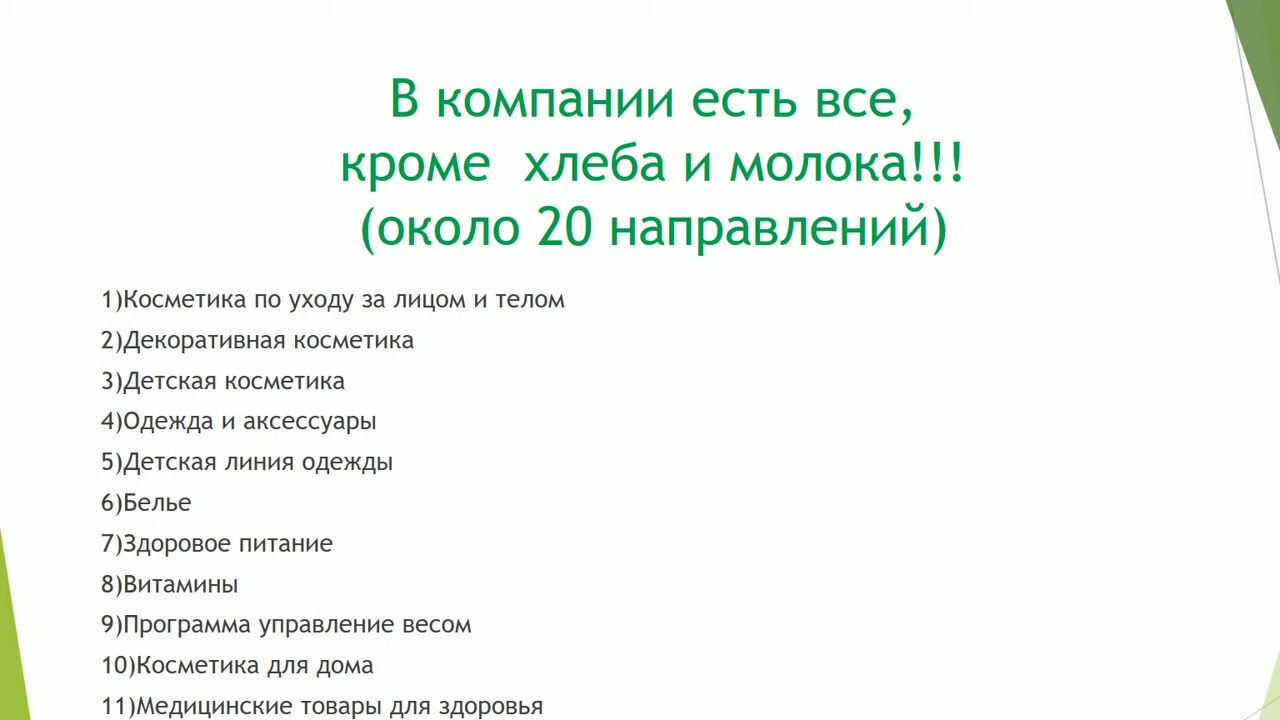 В компании есть все,
кроме  хлеба и молока!!!
(около 20 направлений)
1)Косметика по уходу за лицом и телом
2)Декоративная косметика
3)Детская косметика
4)Одежда и аксессуары
5)Детская линия одежды
6)Белье
7)Здоровое питание
8)Витамины
9)Программа управление весом
10)Косметика для дома
11)Медицинские товары для здоровья